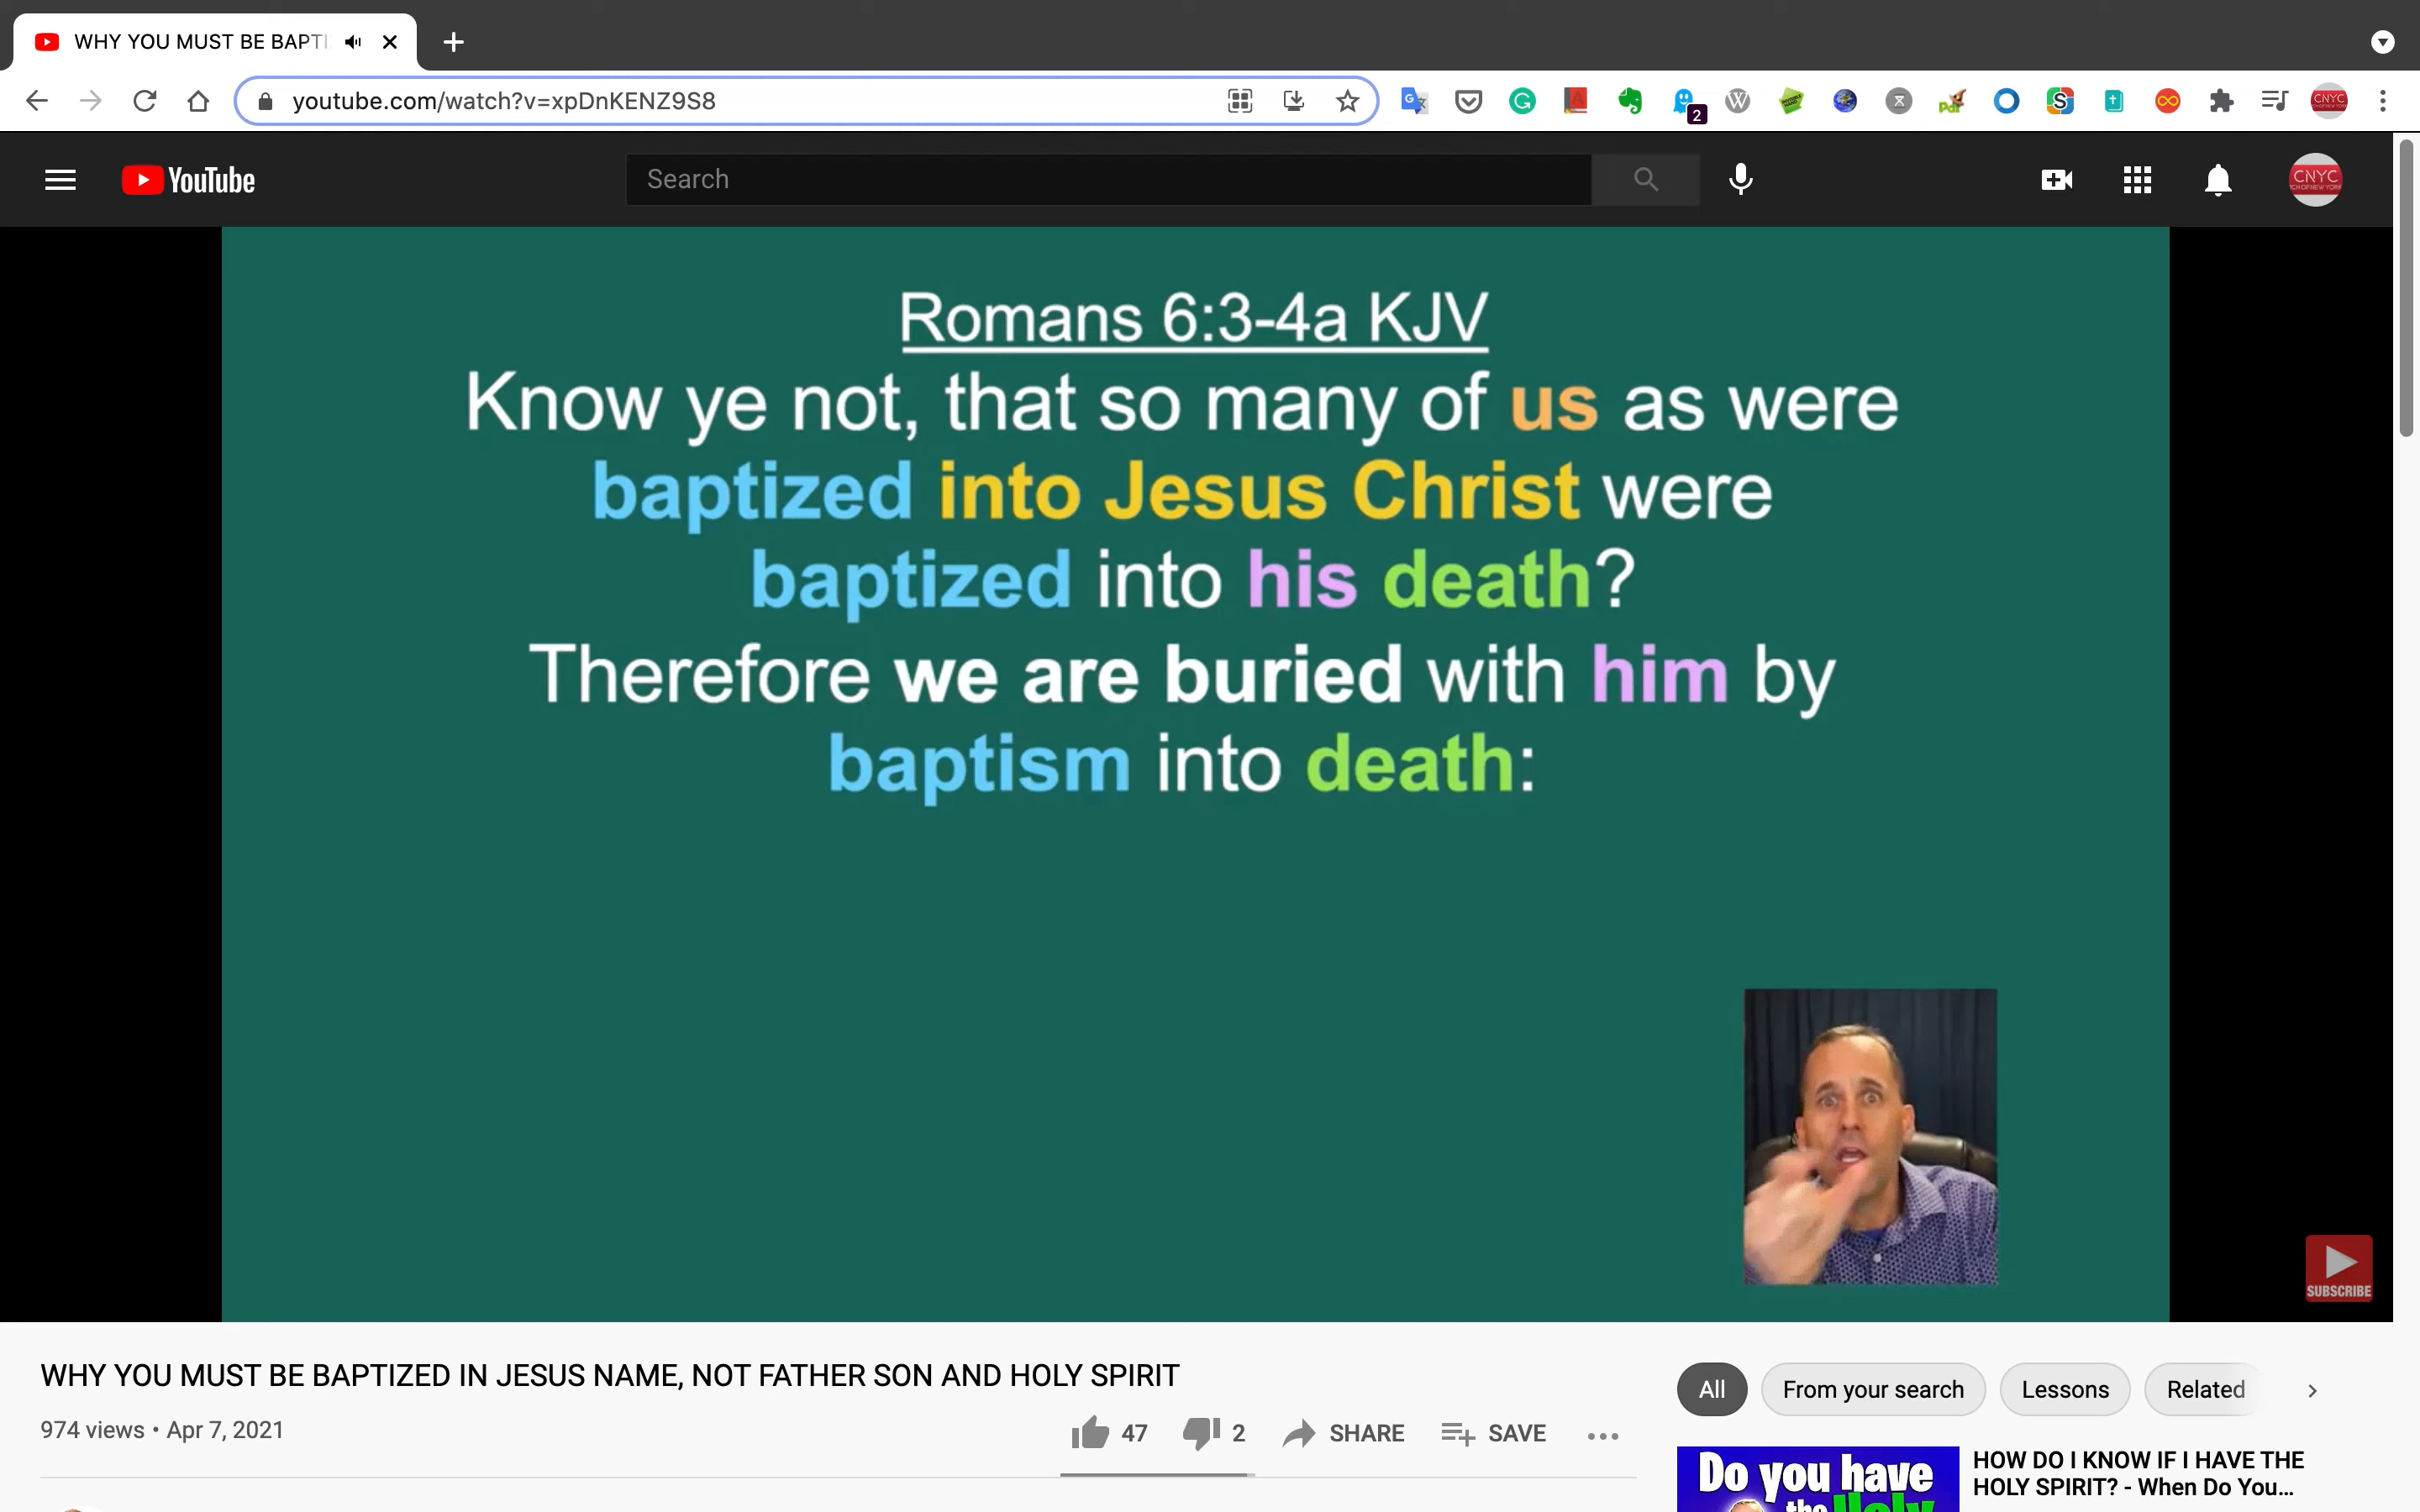 WHY YOU MUST BE BAPTI
youtube.com/watch?v=xpDnKENZ9S8
2
YouTube
Search
CNYC
Romans 6:3-4a KJV
Know ye not, that so many of us as were
baptized into Jesus Christ were
baptized into his death?
Therefore we are buried with him by
baptism into death:
SUBSCRIBE
WHY YOU MUST BE BAPTIZED IN JESUS NAME, NOT FATHER SON AND HOLY SPIRIT
974 views • Apr 7, 2021
47
2
SHARE
SAVE
All
From your search
Lessons
Related
Do you have
the Holy
HOW DO I KNOW IF I HAVE THE
HOLY SPIRIT? - When Do You...